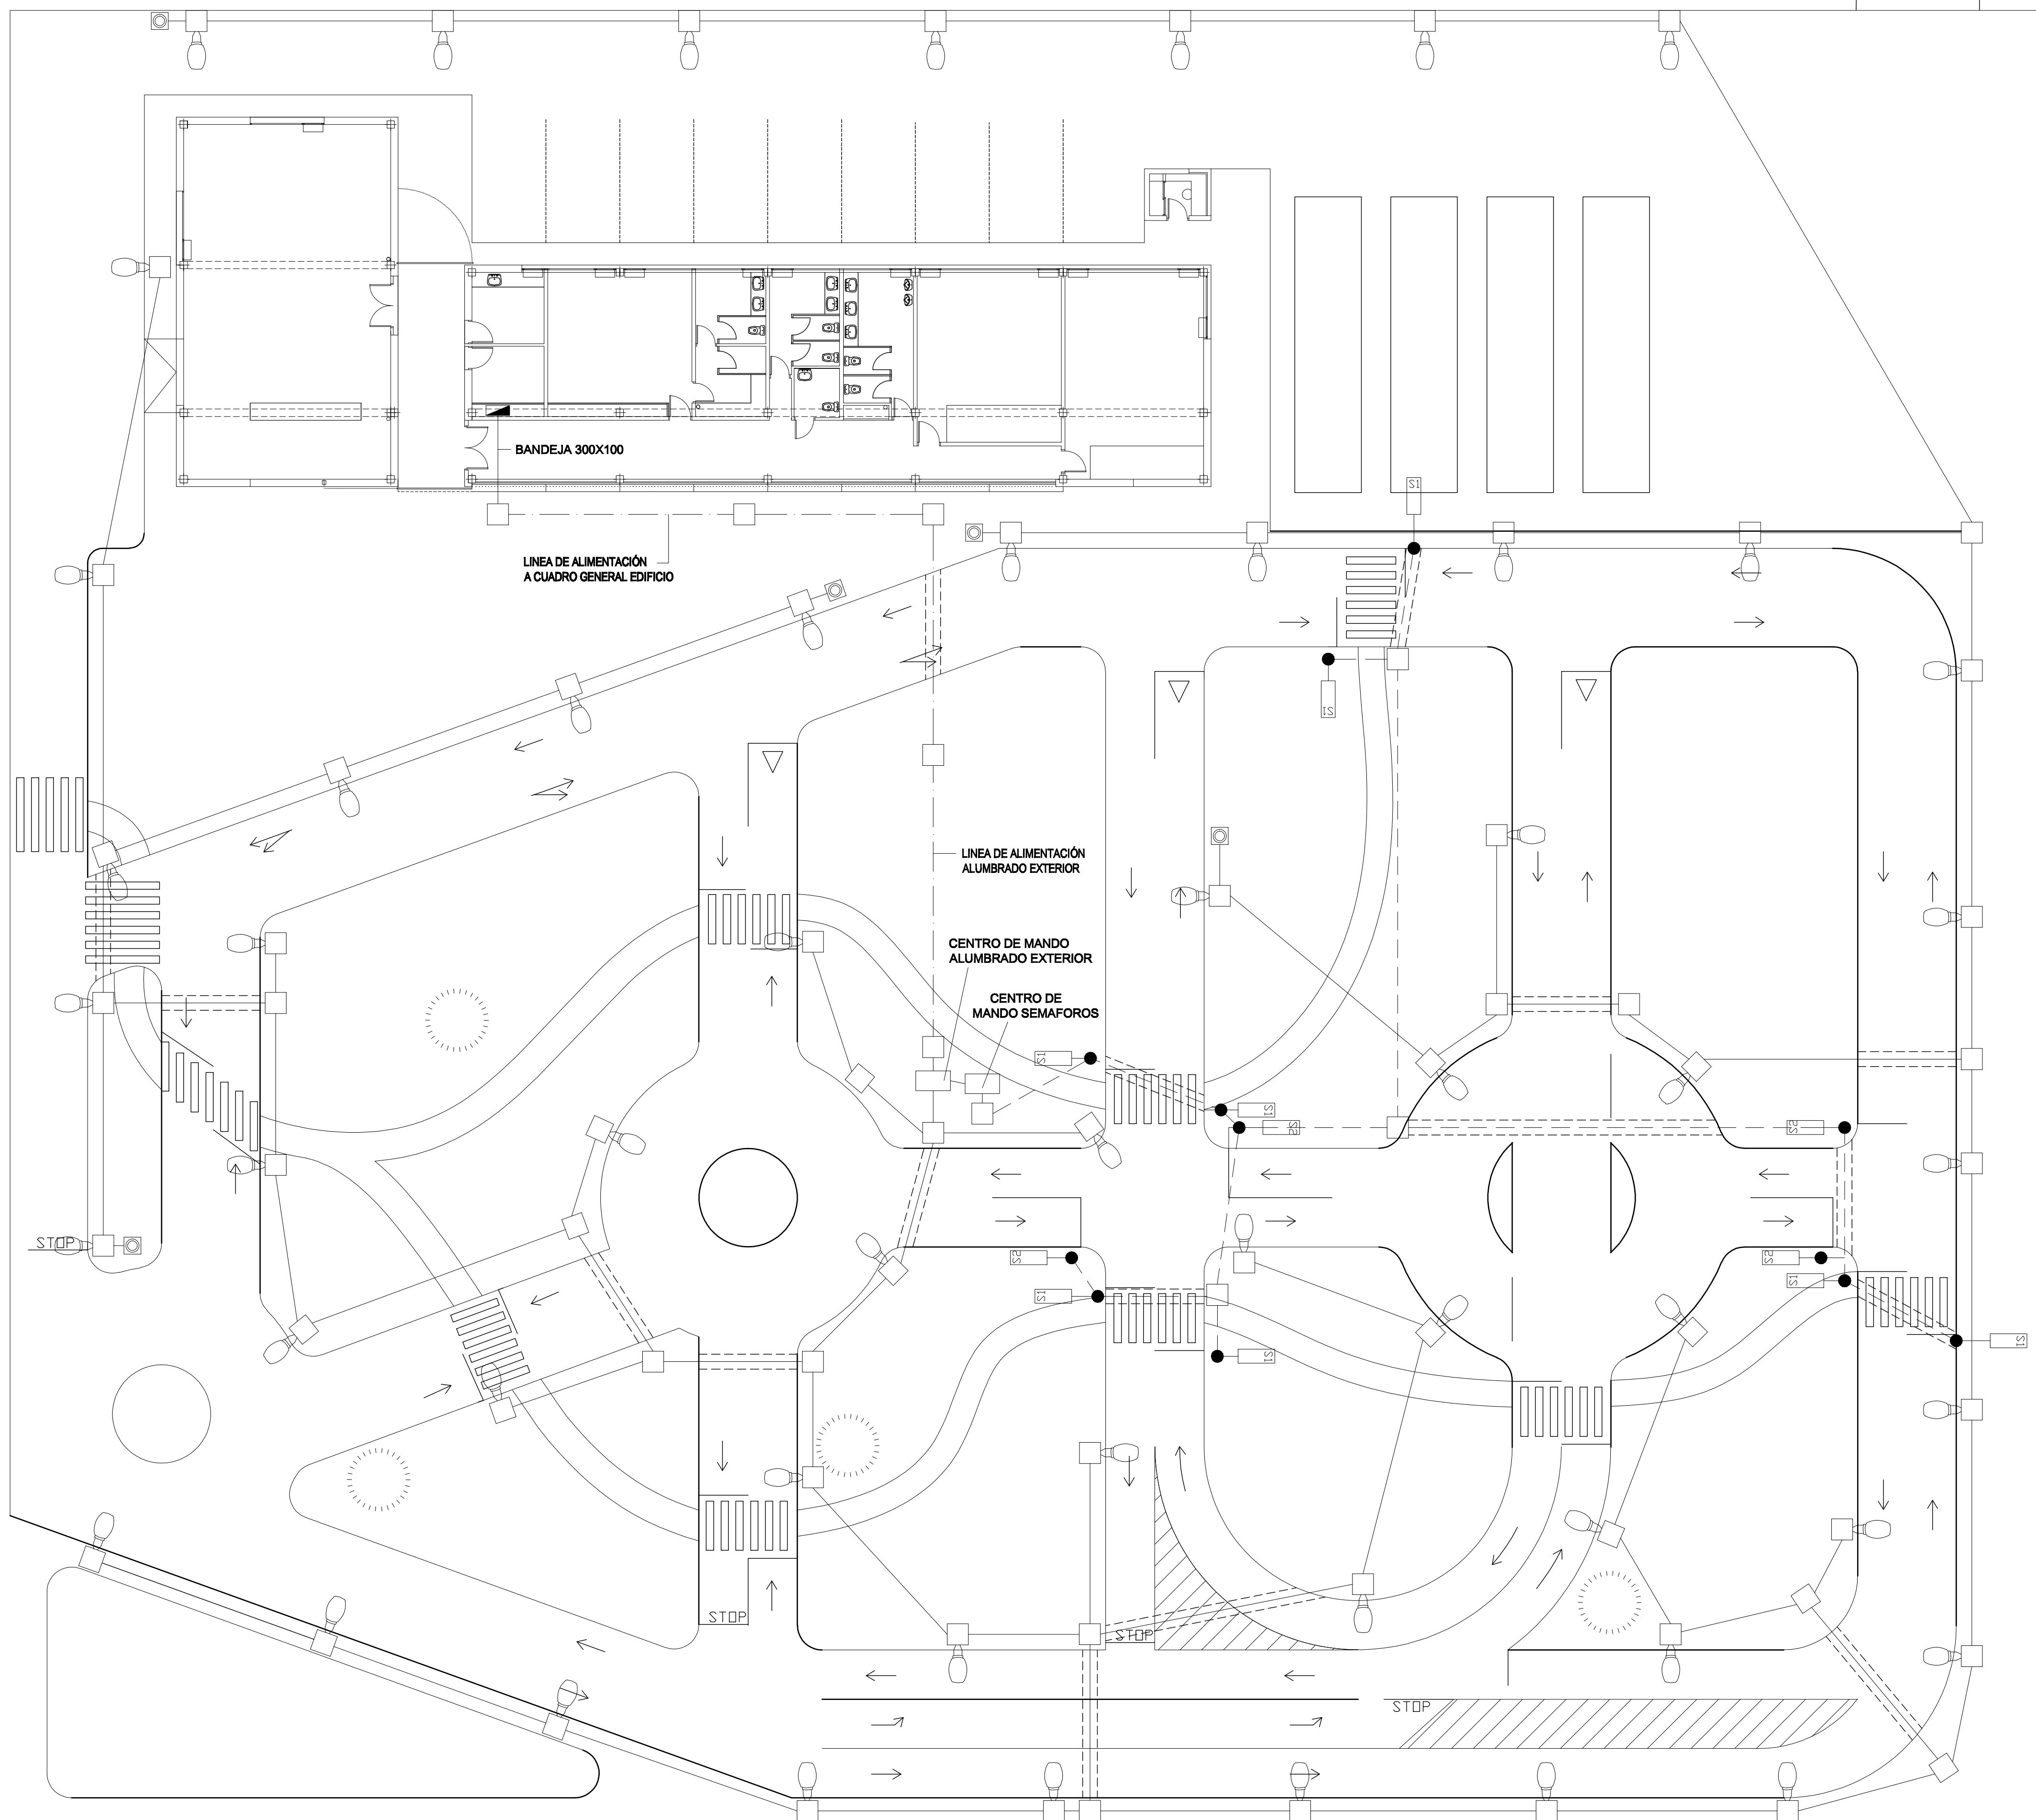 BANDEJA 300X100
S1
LINEA DE ALIMENTACIÓN
A CUADRO GENERAL EDIFICIO
S1
LINEA DE ALIMENTACIÓN
ALUMBRADO EXTERIOR
CENTRO DE MANDO
ALUMBRADO EXTERIOR
CENTRO DE
MANDO SEMAFOROS
S1
S1
S2
S2
STOP
S2
S2
S1
S1
S1
S1
STOP
STOP
STOP